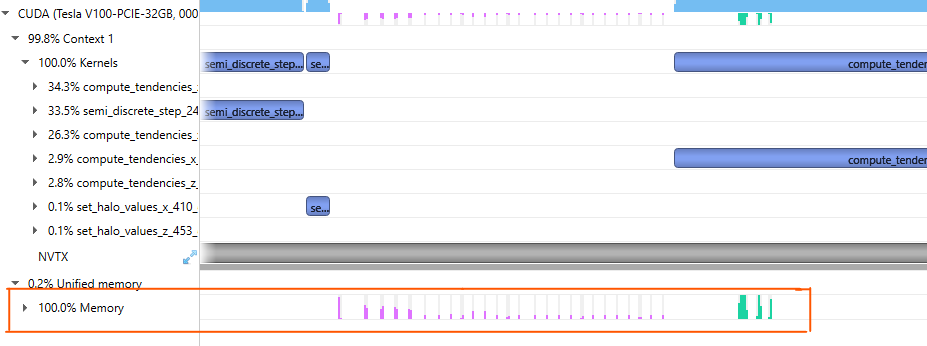 CUDA (Tesla V100-PCIE-32GB, 000
99.8% Context 1
100.0% Kernels
semi_discrete_step... se... compute_tende
34.3% compute_tendencies_
33.5% semi_discrete_step_24 semi_discrete_step...
26.3% compute_tendencies_
2.9% compute_tendencies_x_ compute_tende
2.8% compute_tendencies_z_
0.1% set_halo_values_x_410_ se...
0.1% set_halo_values_z_453_
NVTX
0.2% Unified memory
100.0% Memory